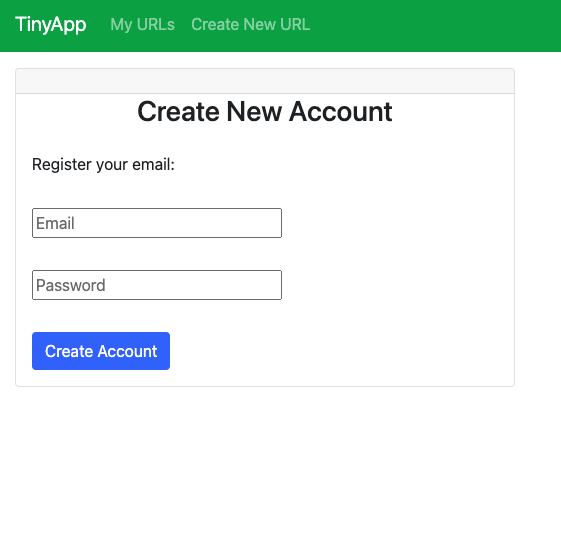 TinyApp My URLs Create New URL
Create New Account
Register your email:
Email
Password
Create Account